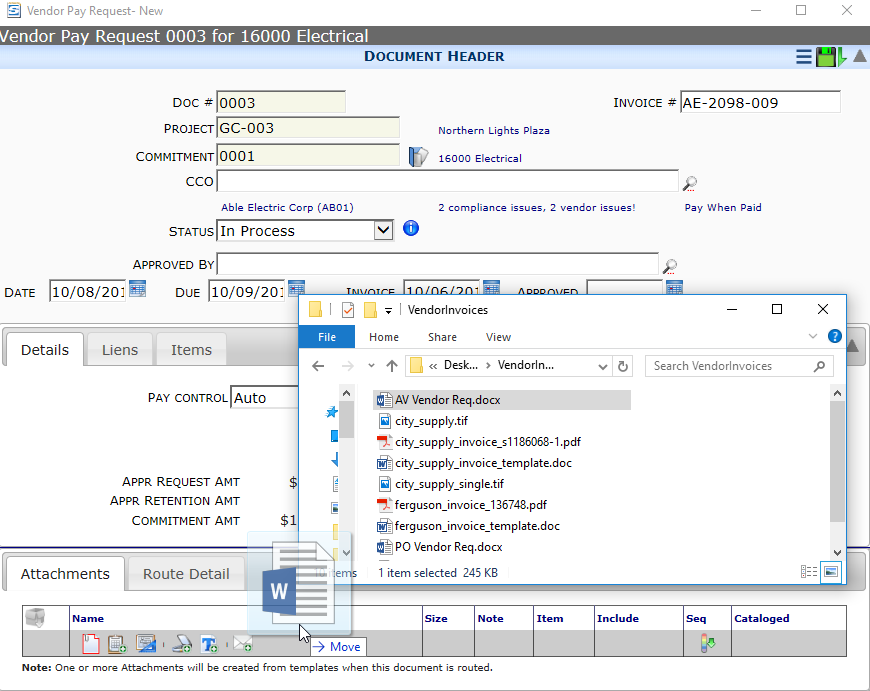 Vendor Pay Request- New
Vendor Pay Request 0003 for 16000 Electrical
DOCUMENT HEADER
DOC # 0003 INVOICE # AE-2098-009
PROJECT GC-003 Northern Lights Plaza
COMMITMENT 0001 16000 Electrical
CCO
Able Electric Corp (AB01) 2 compliance issues, 2 vendor issues! Pay When Paid
STATUS In Process
APPROVED BY
DATE 10/08/201 DUE 10/09/201 INVOICE 10/06/201 APPROVED
VendorInvoices
File Home Share View
« Desk... > VendorIn... Search VendorInvoices
AV Vendor Req.docx
city_supply.tif
city_supply_invoice_s1186068-1.pdf
city_supply_invoice_template.doc
city_supply_single.tif
ferguson_invoice_136748.pdf
ferguson_invoice_template.doc
PO Vendor Req.docx
10 items 1 item selected 245 KB
Details Liens Items
PAY CONTROL Auto
APPR REQUEST AMT $
APPR RETENTION AMT
COMMITMENT AMT $1
Attachments Route Detail
W
Name Size Note Item Include Seq Cataloged
Move
Note: One or more Attachments will be created from templates when this document is routed.